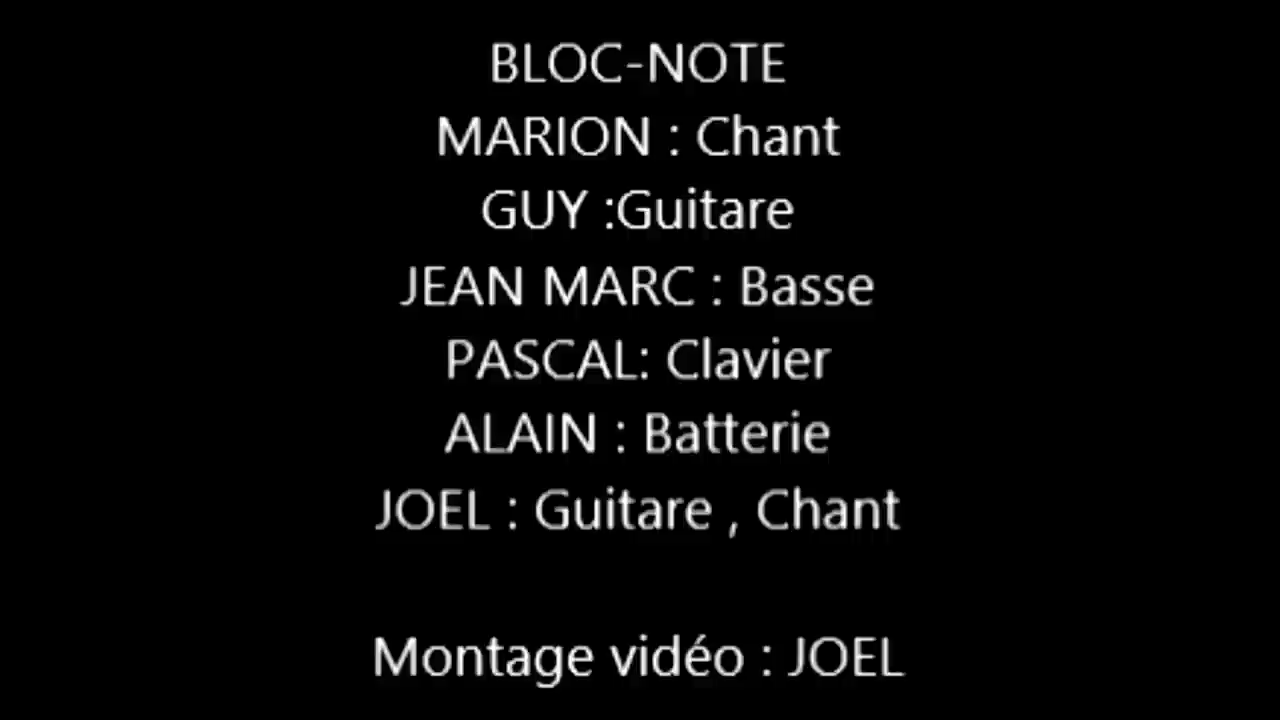 BLOC-NOTE
MARION : Chant
GUY :Guitare
JEAN MARC : Basse
PASCAL: Clavier
ALAIN : Batterie
JOEL : Guitare , Chant
Montage vidéo : JOEL